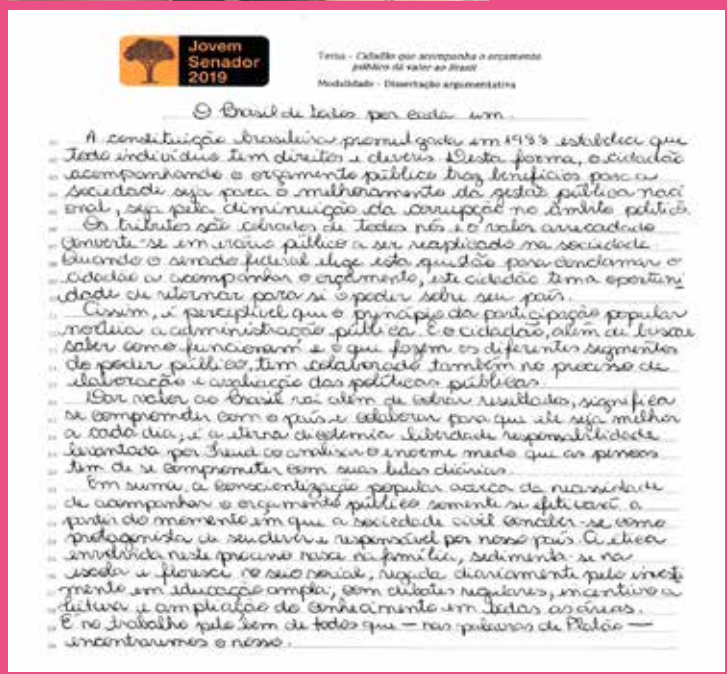 Jovem
Senador
2019
Tema - Cidadão que acompanha o orçamento
público dá valor ao Brasil
Modalidade - Dissertação argumentativa
O Brasil de todos por cada um.
A constituição brasileira promulgada em 1988 estabelece que
todo indivíduo tem direitos e deveres. Desta forma, o cidadão
acompanhando o orçamento público traz benefícios para a
sociedade seja para o melhoramento da gestão pública naci
onal, seja pela diminuição da corrupção no âmbito político.
Os tributos são cobrados de todos nós e o valor arrecadado
converte-se em erário público a ser reaplicado na sociedade.
Quando o senado federal elege esta questão para conclamar o
cidadão a acompanhar o orçamento, este cidadão tem a oportuni
dade de retornar para si o poder sobre seu país.
Assim, é perceptível que o princípio da participação popular
norteia a administração pública. E o cidadão, além de buscar
saber como funcionam e o que fazem os diferentes segmentos
do poder público, tem colaborado também no processo de
elaboração e avaliação das políticas públicas.
Dar valor ao Brasil vai além de cobrar resultados, significa
se comprometer com o país e colaborar para que ele seja melhor
a cada dia, é a eterna dicotomia liberdade responsabilidade
levantada por Freud ao analisar o enorme medo que as pessoas
tem de se comprometer com suas lutas diárias.
Em suma, a conscientização popular acerca da necessidade
de acompanhar o orçamento público somente se efetivará a
partir do momento em que a sociedade civil conceber-se como
protagonista de seu dever e responsável por nosso país. A ética
envolvida neste processo nasce na família, sedimenta-se na
escola e floresce no seio social, regida diariamente pelo investi
mento em educação ampla, com debates regulares, incentivo a
leitura e ampliação do conhecimento em todas as áreas.
É no trabalho pelo bem de todos que — nas palavras de Platão —
encontraremos o nosso.